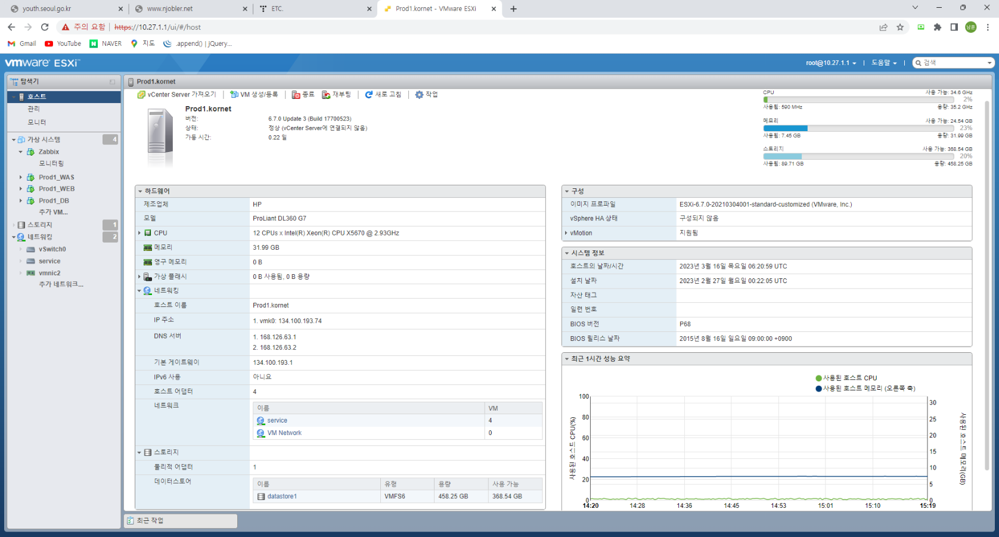 youth.seoul.go.kr
www.njobler.net
ETC.
Prod1.kornet - VMware ESXi
주의 요함
https://10.27.1.1/ui/#/host
남훈
Gmail
YouTube
N
NAVER
지도
.append() | jQuery...
vmware ESXi™
root@10.27.1.1
|
도움말
|
검색
탐색기
호스트
관리
모니터
가상 시스템
4
Zabbix
모니터링
Prod1_WAS
Prod1_WEB
Prod1_DB
추가 VM...
스토리지
1
네트워킹
2
vSwitch0
service
vmnic2
추가 네트워크...
Prod1.kornet
vCenter Server 가져오기 | VM 생성/등록 | 종료 재부팅 | 새로 고침 | 작업
Prod1.kornet
버전: 6.7.0 Update 3 (Build 17700523)
상태: 정상 (vCenter Server에 연결되지 않음)
가동 시간: 0.22 일
CPU 사용 가능: 34.6 GHz
2%
사용됨: 590 MHz 용량: 35.2 GHz
메모리 사용 가능: 24.54 GB
23%
사용됨: 7.45 GB 용량: 31.99 GB
스토리지 사용 가능: 368.54 GB
20%
사용됨: 89.71 GB 용량: 458.25 GB
하드웨어
제조업체 HP
모델 ProLiant DL360 G7
CPU 12 CPUs x Intel(R) Xeon(R) CPU X5670 @ 2.93GHz
메모리 31.99 GB
영구 메모리 0 B
가상 플래시 0 B 사용됨, 0 B 용량
네트워킹
호스트 이름 Prod1.kornet
IP 주소 1. vmk0: 134.100.193.74
DNS 서버 1. 168.126.63.1
2. 168.126.63.2
기본 게이트웨이 134.100.193.1
IPv6 사용 아니요
호스트 어댑터 4
네트워크 이름 VM
service 4
VM Network 0
스토리지
물리적 어댑터 1
데이터스토어 이름 유형 용량 사용 가능
datastore1 VMFS6 458.25 GB 368.54 GB
구성
이미지 프로파일 ESXi-6.7.0-20210304001-standard-customized (VMware, Inc.)
vSphere HA 상태 구성되지 않음
vMotion 지원됨
시스템 정보
호스트의 날짜/시간 2023년 3월 16일 목요일 06:20:59 UTC
설치 날짜 2023년 2월 27일 월요일 00:22:05 UTC
자산 태그
일련 번호
BIOS 버전 P68
BIOS 릴리스 날짜 2015년 8월 16일 일요일 09:00:00 +0900
최근 1시간 성능 요약
사용된 호스트 CPU
사용된 호스트 메모리 (오른쪽 축)
사용된 호스트 CPU(%)
100
80
60
40
20
0
30
25
20
15
10
5
0
사용된 호스트 메모리(GB)
14:20 14:28 14:36 14:45 14:53 15:01 15:10 15:19
최근 작업